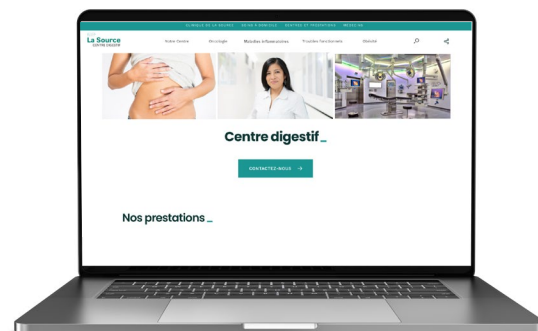 CLINIQUE DE LA SOURCE SOINS À DOMICILE CENTRES ET PRESTATIONS MÉDECINS
La Source
CENTRE DIGESTIF
Votre Centre Oncologie Maladies inflammatoires Troubles fonctionnels Obésité
Centre digestif_
CONTACTEZ-NOUS →
Nos prestations_